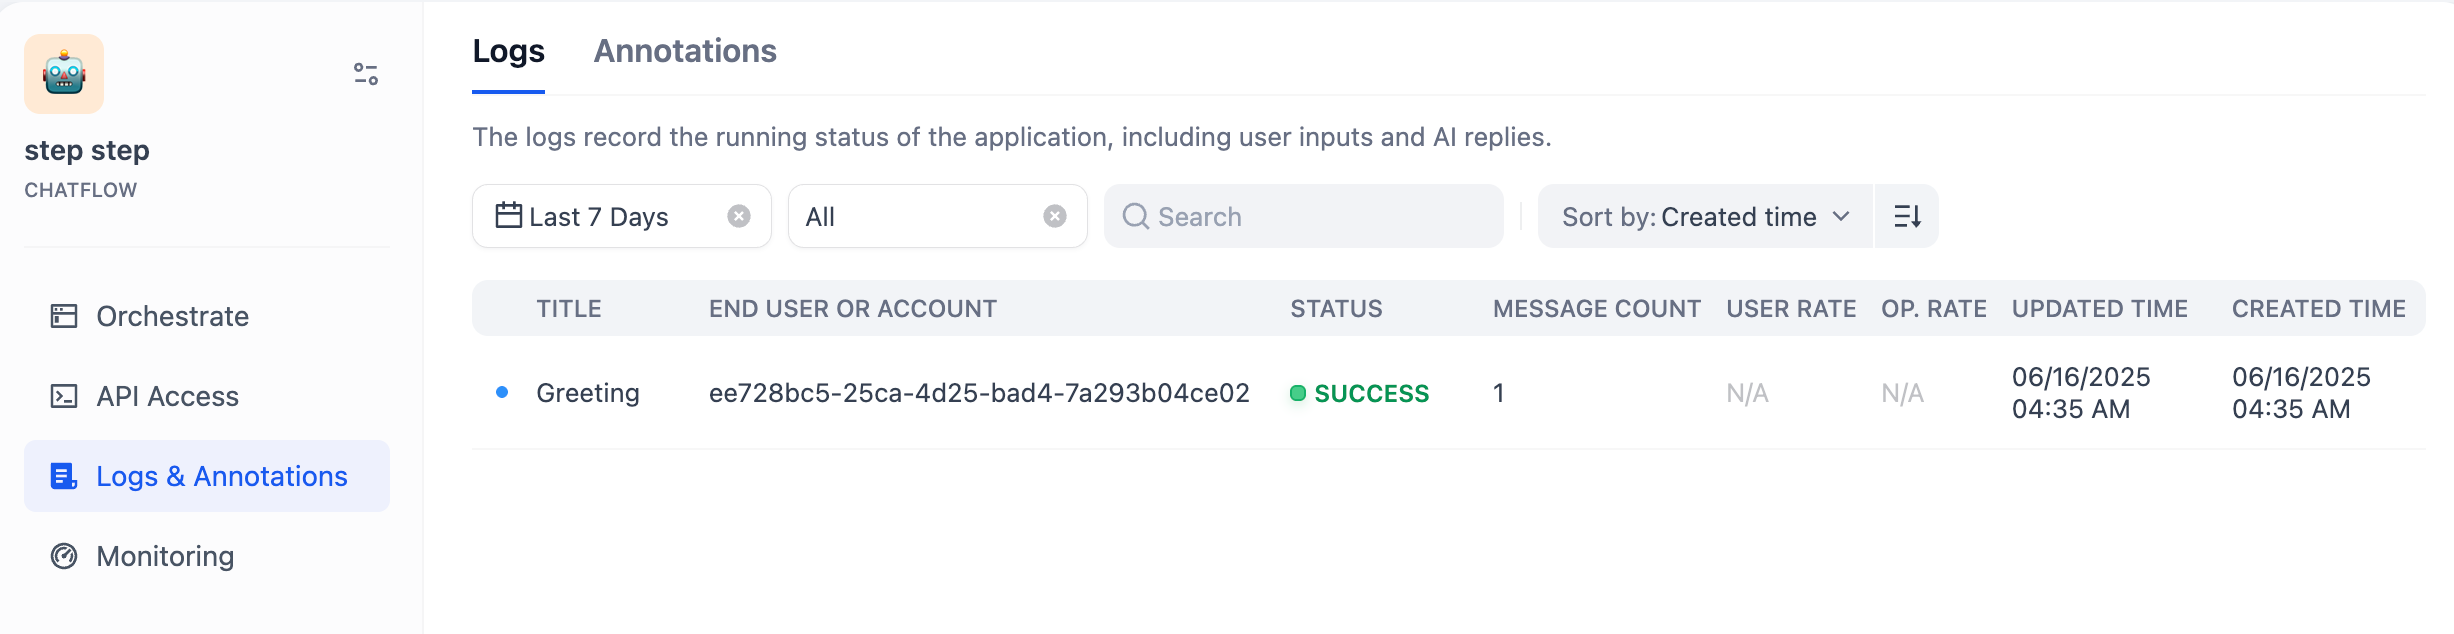 step step
CHATFLOW
Orchestrate
API Access
Logs & Annotations
Monitoring
Logs Annotations
The logs record the running status of the application, including user inputs and AI replies.
Last 7 Days All Search Sort by: Created time
TITLE END USER OR ACCOUNT STATUS MESSAGE COUNT USER RATE OP. RATE UPDATED TIME CREATED TIME
Greeting ee728bc5-25ca-4d25-bad4-7a293b04ce02 SUCCESS 1 N/A N/A 06/16/2025 04:35 AM 06/16/2025 04:35 AM